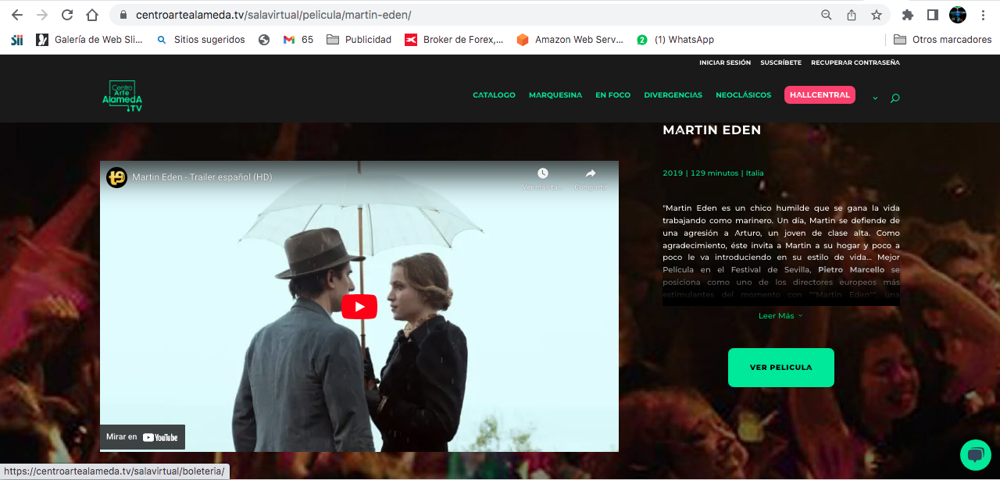 centroartealameda.tv/salavirtual/pelicula/martin-eden/
Sii
Galería de Web Sli...
Sitios sugeridos
65
Publicidad
Broker de Forex,...
Amazon Web Serv...
2
(1) WhatsApp
Otros marcadores
INICIAR SESIÓN
SUSCRÍBETE
RECUPERAR CONTRASEÑA
Centro
Arte
AlamedA
.TV
CATALOGO
MARQUESINA
EN FOCO
DIVERGENCIAS
NEOCLÁSICOS
HALLCENTRAL
MARTIN EDEN
Martin Eden - Trailer español (HD)
Ver más ta...
Compartir
2019 | 129 minutos | Italia
"Martin Eden es un chico humilde que se gana la vida
trabajando como marinero. Un día, Martin se defiende de
una agresión a Arturo, un joven de clase alta. Como
agradecimiento, éste invita a Martin a su hogar y poco a
poco le va introduciendo en su estilo de vida... Mejor
Película en el Festival de Sevilla, Pietro Marcello se
posiciona como uno de los directores europeos más
estimulantes del momento con ""Martin Eden"", una
Leer Más
VER PELICULA
Mirar en YouTube
https://centroartealameda.tv/salavirtual/boleteria/